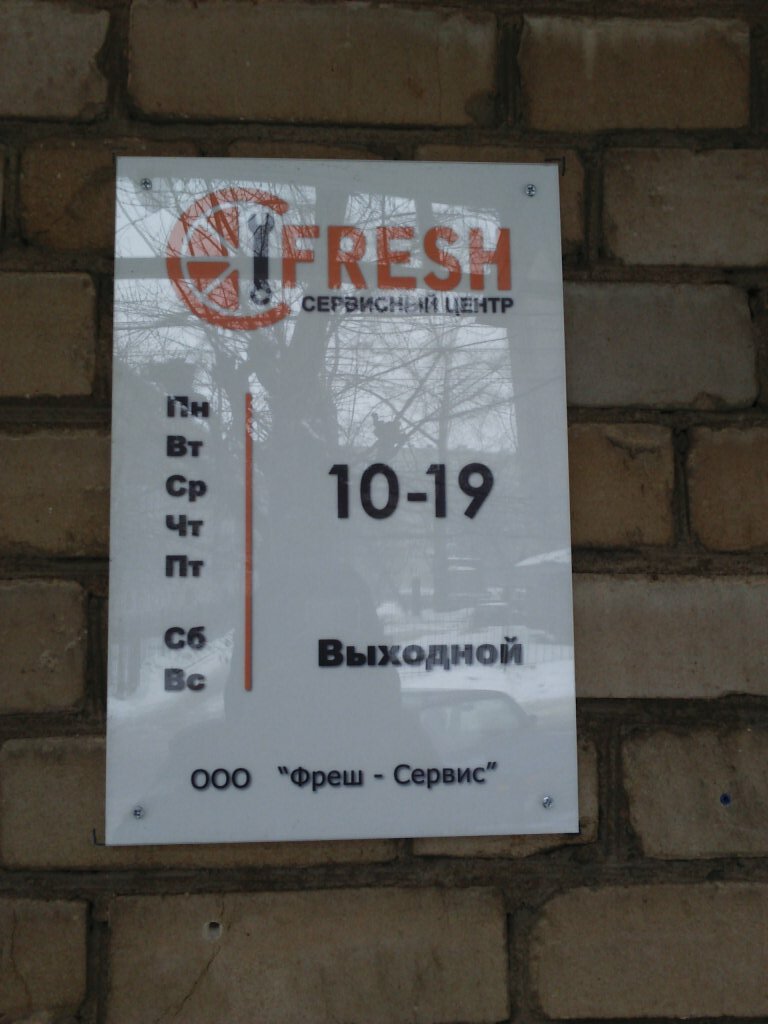 FRESH
СЕРВИСНЫЙ ЦЕНТР
Пн
Вт
Ср
Чт
Пт
10-19
Сб
Вс
Выходной
ООО "Фреш - Сервис"